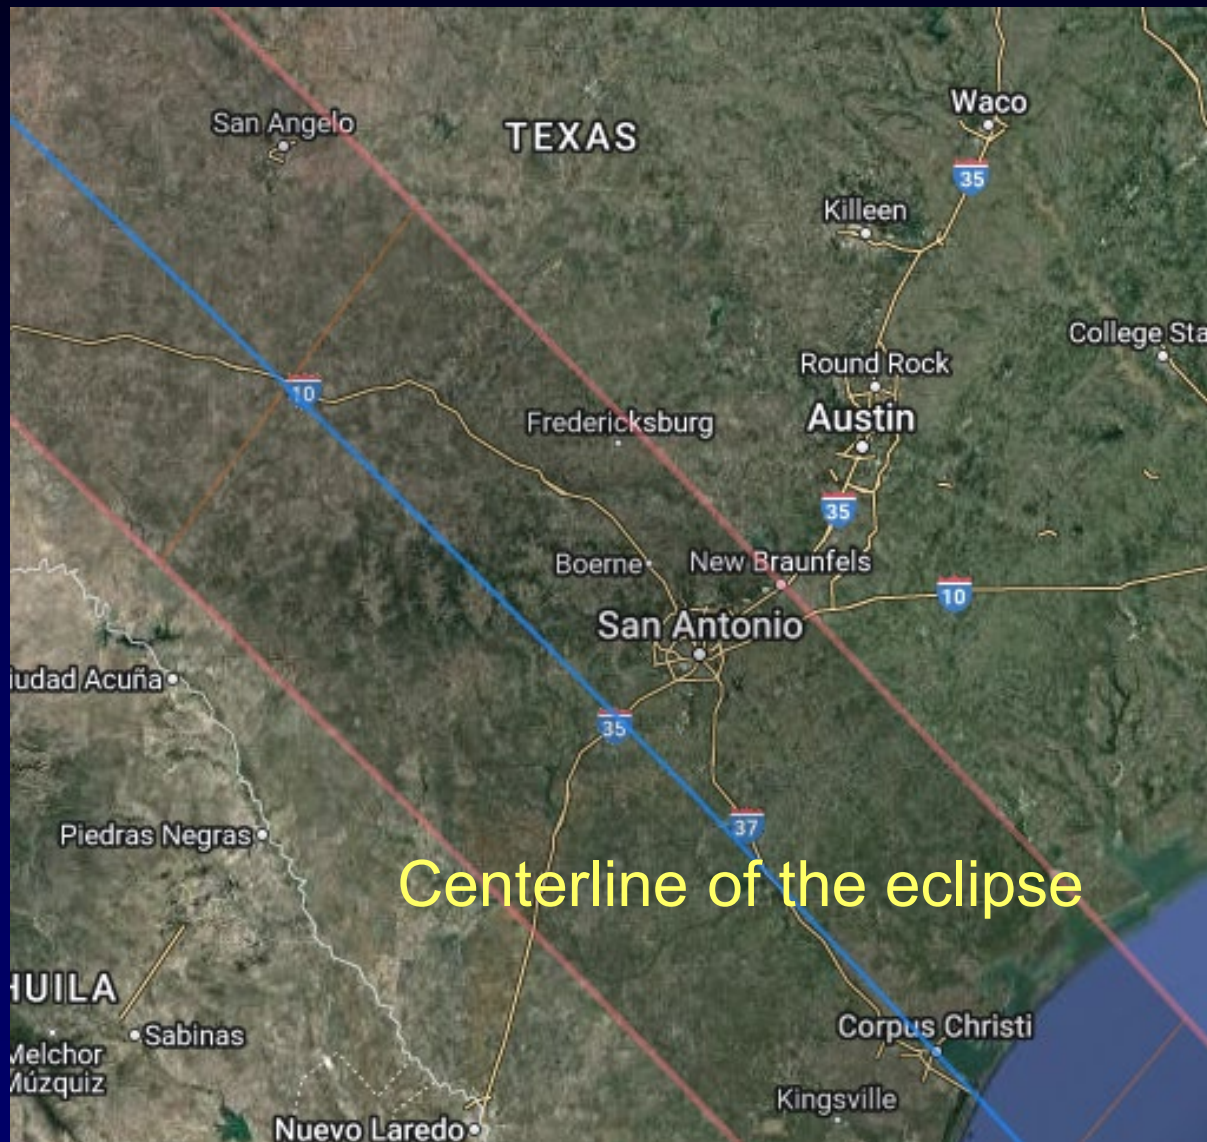 Waco
San Angelo
TEXAS
35
Killeen
College Sta
Round Rock
10
Austin
Fredericksburg
35
Boerne
New Braunfels
10
San Antonio
iudad Acuña
35
37
Piedras Negras
Centerline of the eclipse
HUILA
Corpus Christi
Sabinas
Melchor
Múzquiz
Kingsville
Nuevo Laredo